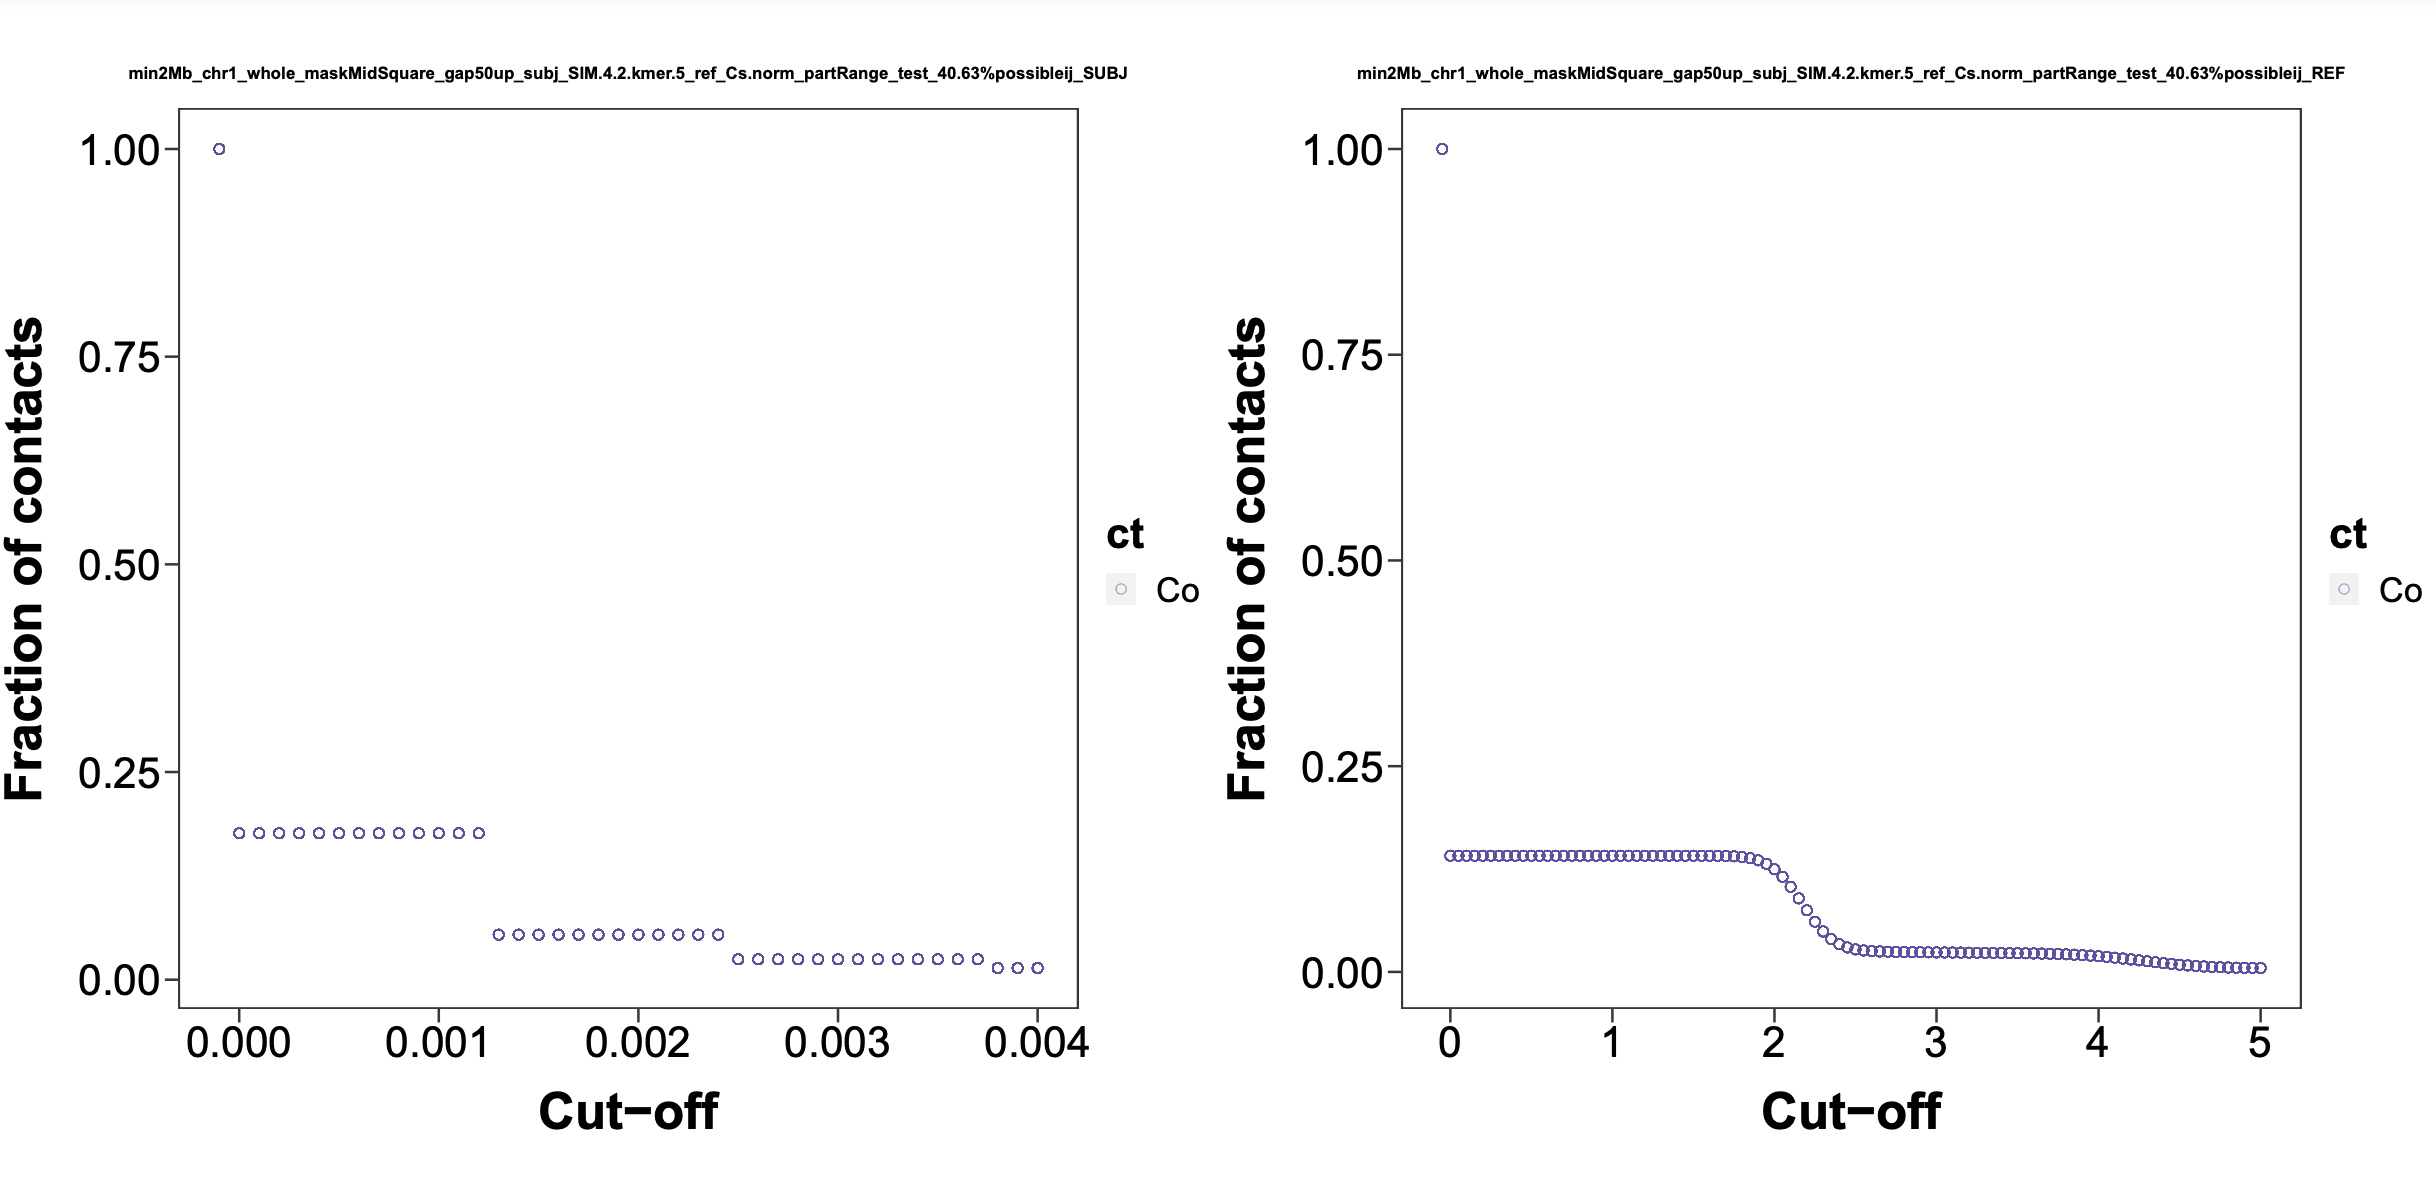 min2Mb_chr1_whole_maskMidSquare_gap50up_subj_SIM.4.2.kmer.5_ref_Cs.norm_partRange_test_40.63%possibleij_SUBJ
1.00
0.75
0.50
0.25
0.00
Fraction of contacts
0.000 0.001 0.002 0.003 0.004
Cut−off
ct
Co
min2Mb_chr1_whole_maskMidSquare_gap50up_subj_SIM.4.2.kmer.5_ref_Cs.norm_partRange_test_40.63%possibleij_REF
1.00
0.75
0.50
0.25
0.00
Fraction of contacts
0 1 2 3 4 5
Cut−off
ct
Co